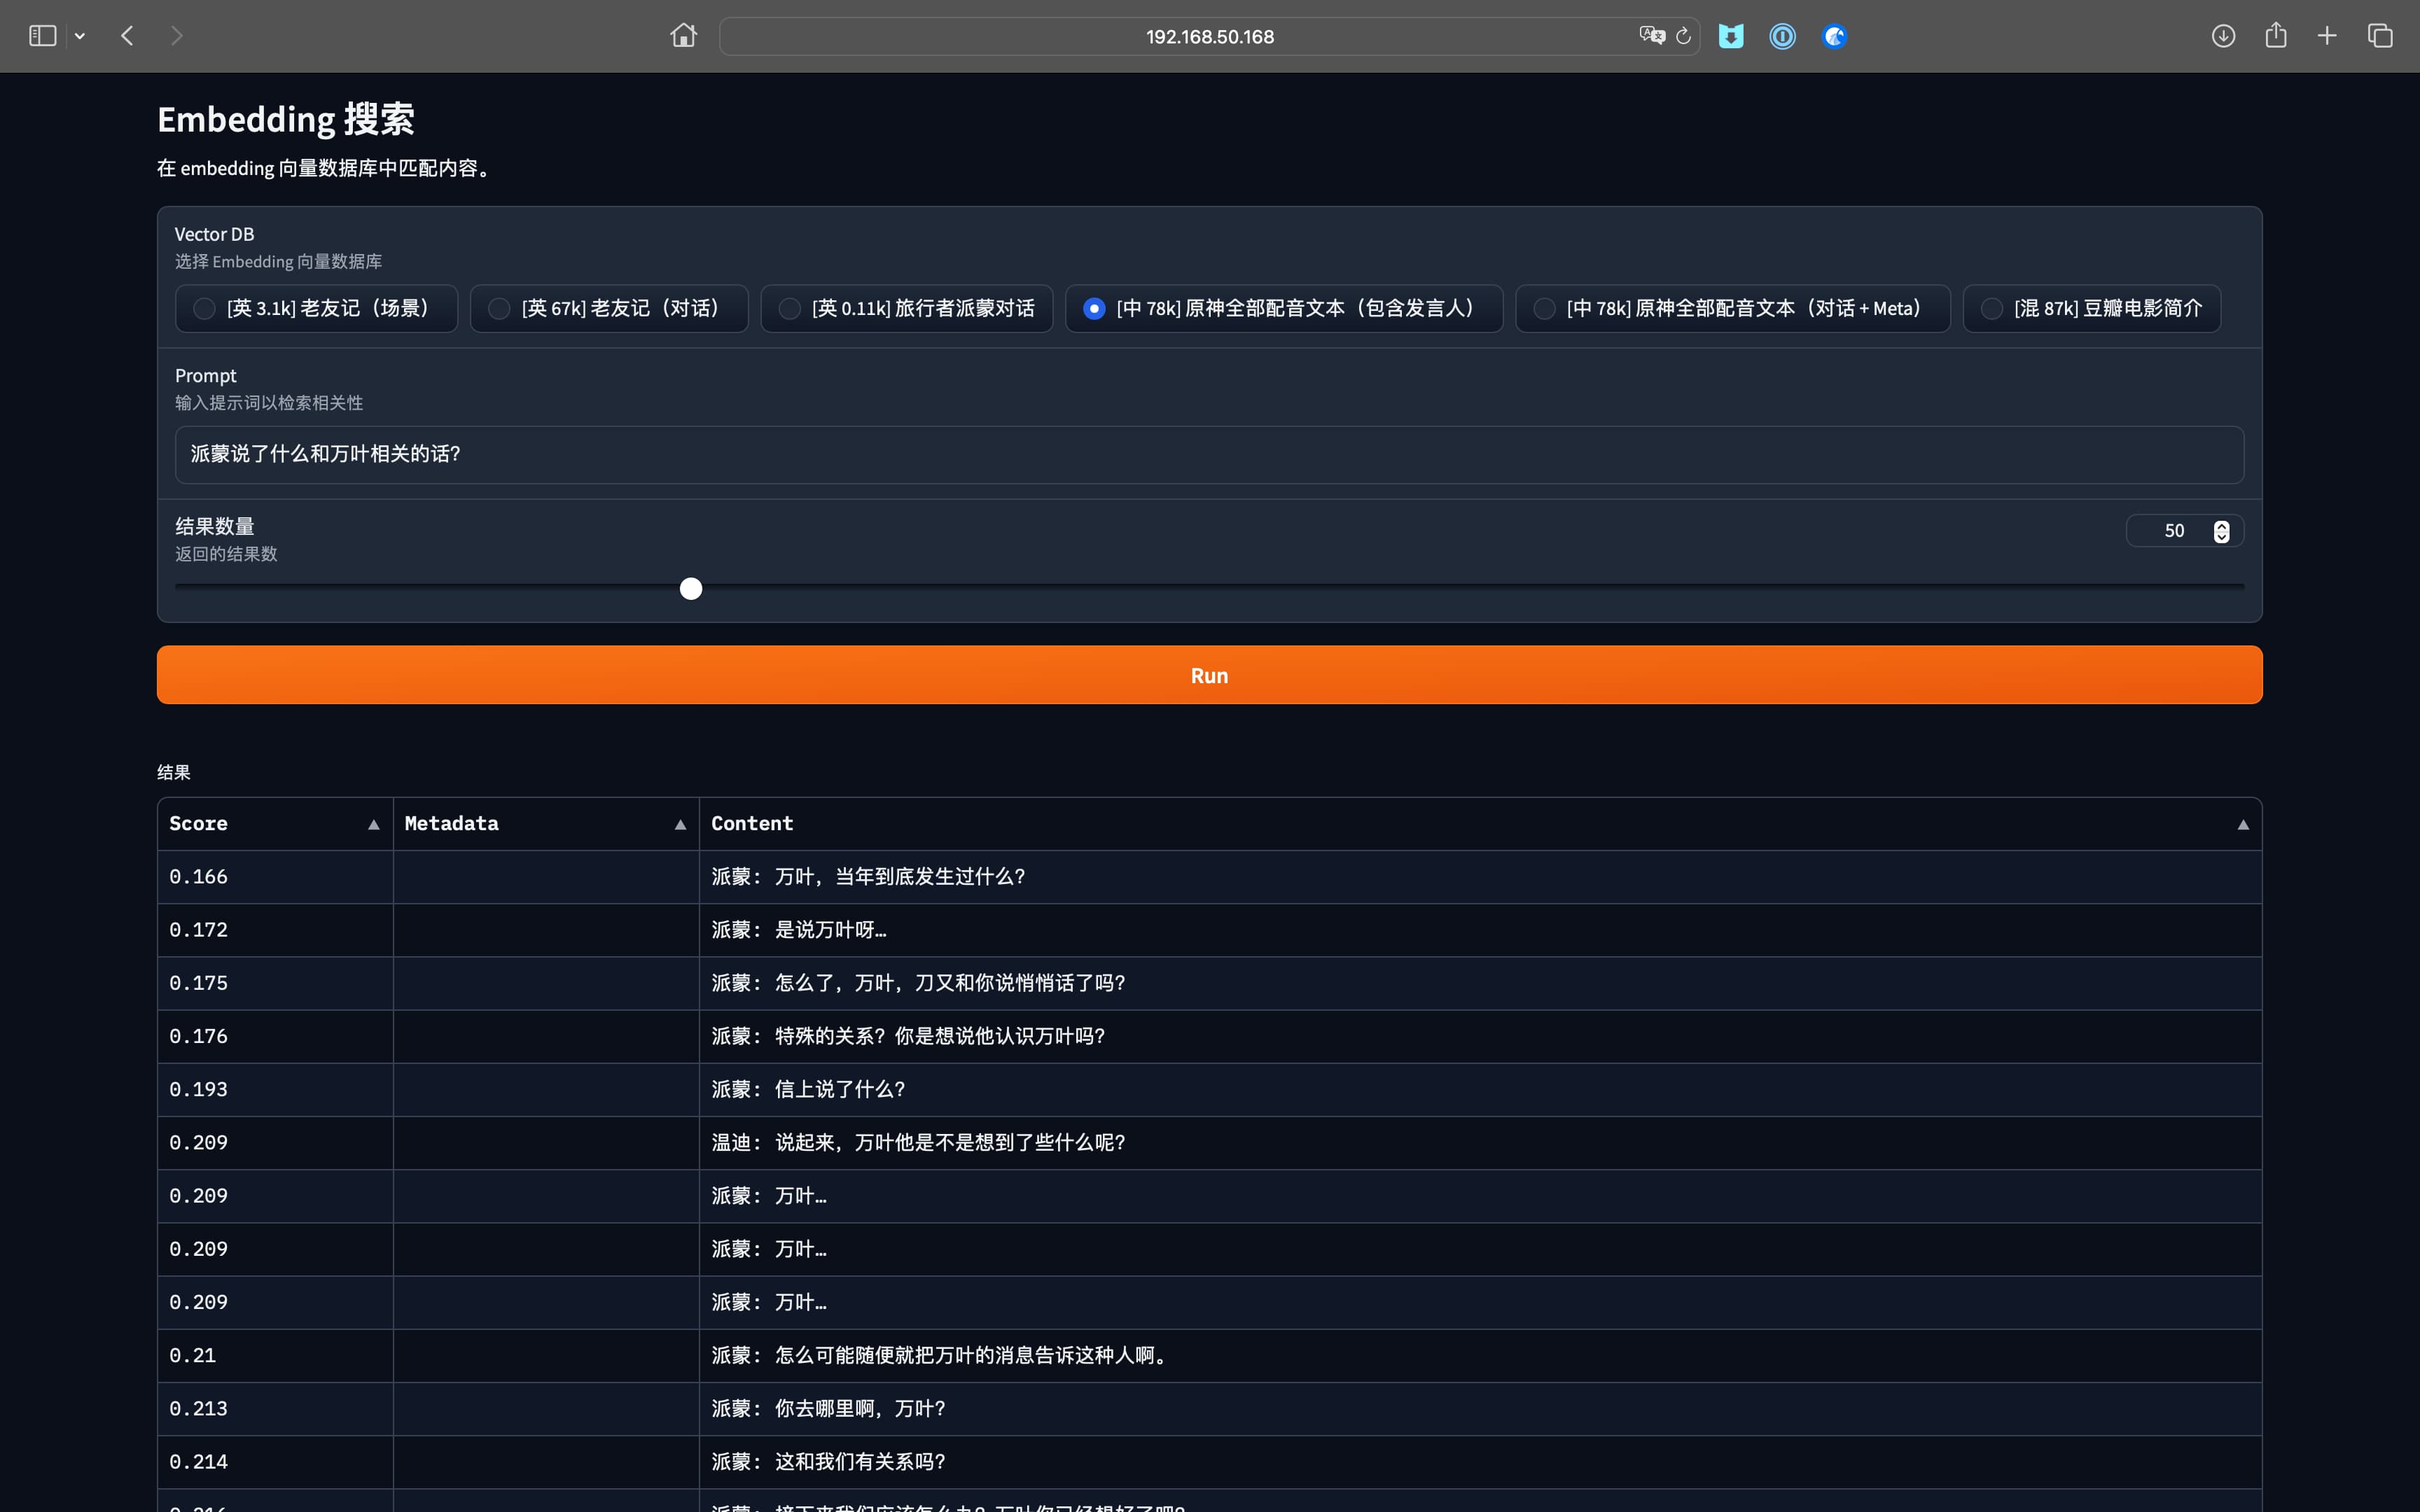 192.168.50.168
Embedding 搜索
在 embedding 向量数据库中匹配内容。
Vector DB
选择 Embedding 向量数据库
[英 3.1k] 老友记（场景） [英 67k] 老友记（对话） [英 0.11k] 旅行者派蒙对话 [中 78k] 原神全部配音文本（包含发言人） [中 78k] 原神全部配音文本（对话 + Meta） [混 87k] 豆瓣电影简介
Prompt
输入提示词以检索相关性
派蒙说了什么和万叶相关的话？
结果数量 50
返回的结果数
Run
结果
Score Metadata Content
0.166 派蒙： 万叶，当年到底发生过什么？
0.172 派蒙： 是说万叶呀…
0.175 派蒙： 怎么了，万叶，刀又和你说悄悄话了吗？
0.176 派蒙： 特殊的关系？你是想说他认识万叶吗？
0.193 派蒙： 信上说了什么？
0.209 温迪： 说起来，万叶他是不是想到了些什么呢？
0.209 派蒙： 万叶…
0.209 派蒙： 万叶…
0.209 派蒙： 万叶…
0.21 派蒙： 怎么可能随便就把万叶的消息告诉这种人啊。
0.213 派蒙： 你去哪里啊，万叶？
0.214 派蒙： 这和我们有关系吗？